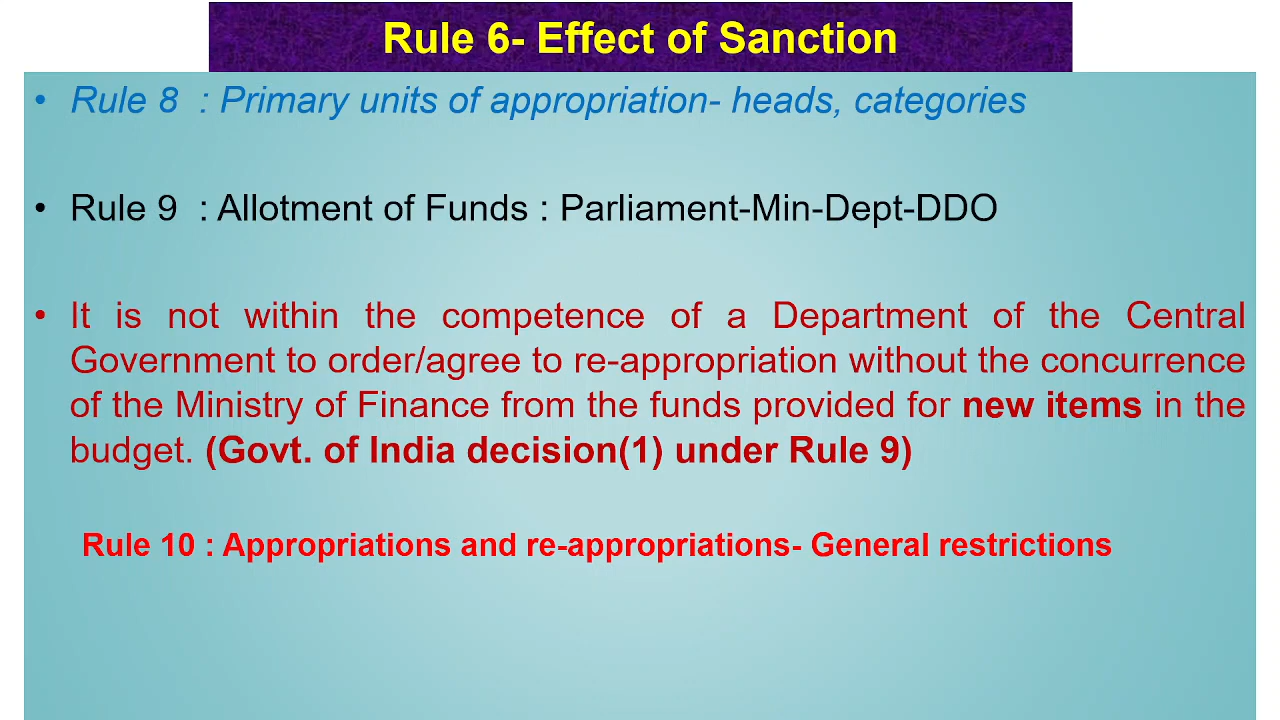 Rule 6- Effect of Sanction
• Rule 8 : Primary units of appropriation- heads, categories
• Rule 9 : Allotment of Funds : Parliament-Min-Dept-DDO
• It is not within the competence of a Department of the Central
Government to order/agree to re-appropriation without the concurrence
of the Ministry of Finance from the funds provided for new items in the
budget. (Govt. of India decision(1) under Rule 9)
Rule 10 : Appropriations and re-appropriations- General restrictions